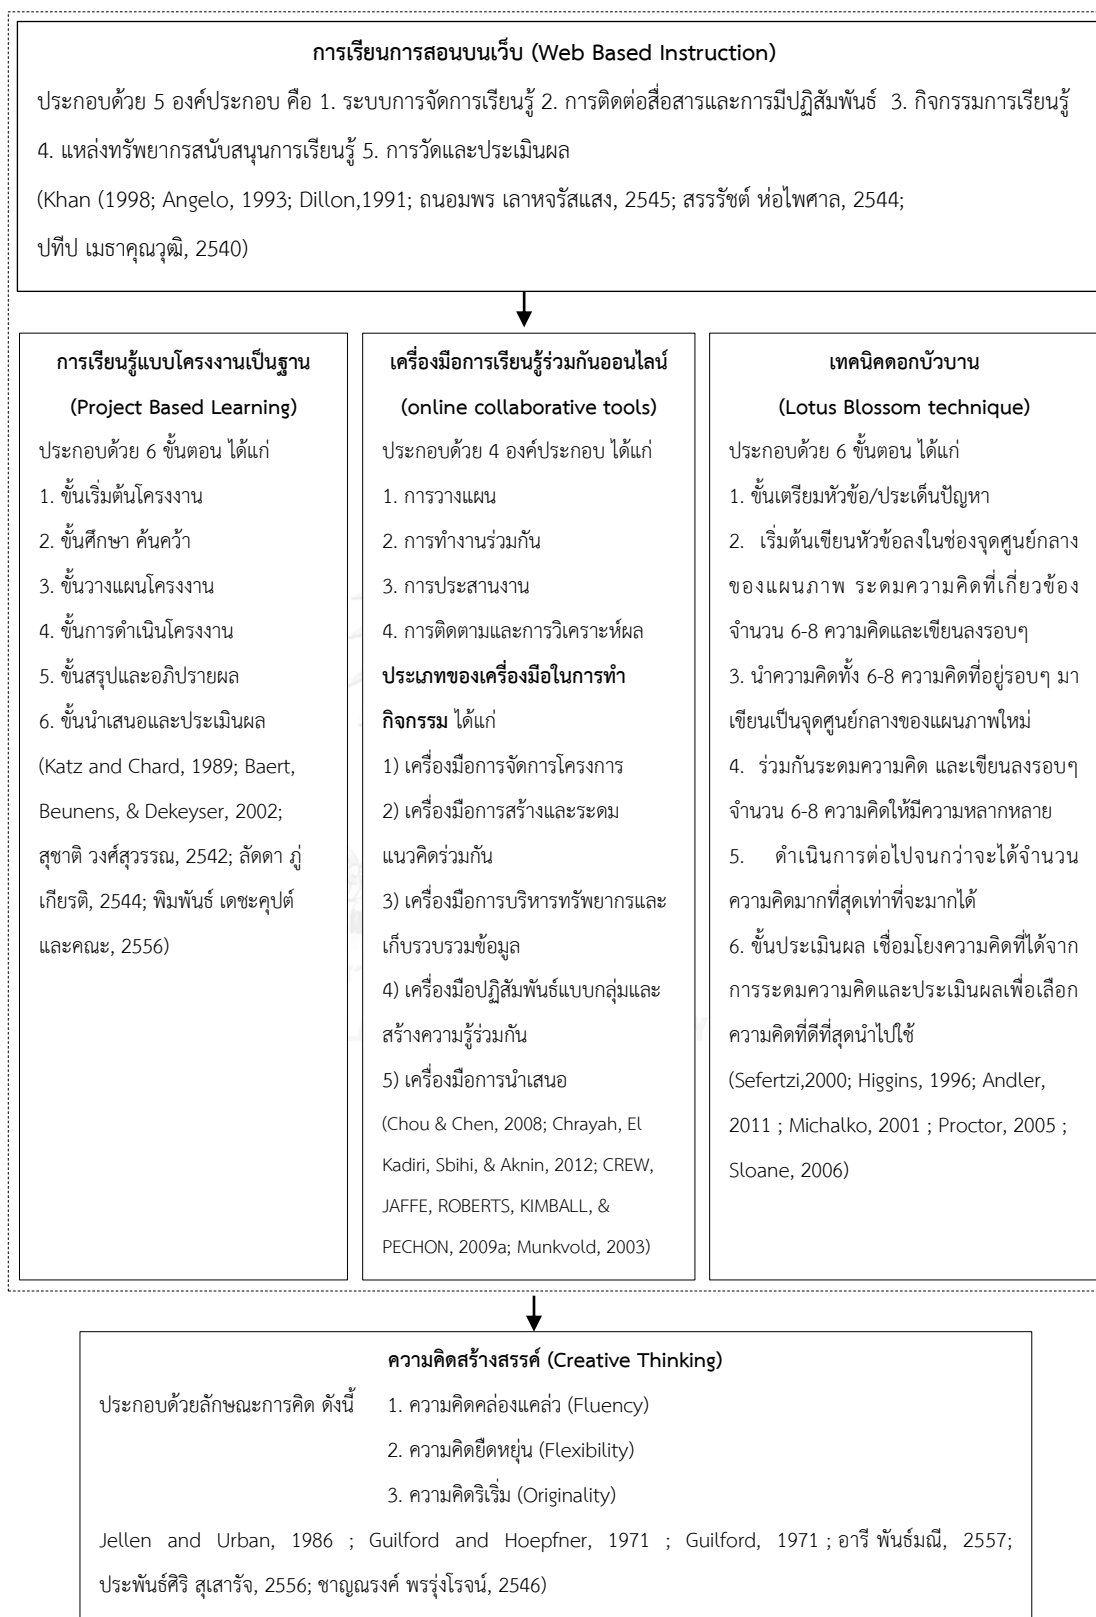 การเรียนการสอนบนเว็บ (Web Based Instruction)
ประกอบด้วย 5 องค์ประกอบ คือ 1. ระบบการจัดการเรียนรู้ 2. การติดต่อสื่อสารและการมีปฏิสัมพันธ์ 3. กิจกรรมการเรียนรู้
4. แหล่งทรัพยากรสนับสนุนการเรียนรู้ 5. การวัดและประเมินผล
(Khan (1998; Angelo, 1993; Dillon,1991; ถนอมพร เลาหจรัสแสง, 2545; สรรรัชต์ ห่อไพศาล, 2544;
ปทีป เมธาคุณวุฒิ, 2540)
การเรียนรู้แบบโครงงานเป็นฐาน
(Project Based Learning)
ประกอบด้วย 6 ขั้นตอน ได้แก่
1. ขั้นเริ่มต้นโครงงาน
2. ขั้นศึกษา ค้นคว้า
3. ขั้นวางแผนโครงงาน
4. ขั้นการดำเนินโครงงาน
5. ขั้นสรุปและอภิปรายผล
6. ขั้นนำเสนอและประเมินผล
(Katz and Chard, 1989; Baert,
Beunens, & Dekeyser, 2002;
สุชาติ วงศ์สุวรรณ, 2542; ลัดดา ภู่
เกียรติ, 2544; พิมพันธ์ เดชะคุปต์
และคณะ, 2556)
เครื่องมือการเรียนรู้ร่วมกันออนไลน์
(online collaborative tools)
ประกอบด้วย 4 องค์ประกอบ ได้แก่
1. การวางแผน
2. การทำงานร่วมกัน
3. การประสานงาน
4. การติดตามและการวิเคราะห์ผล
ประเภทของเครื่องมือในการทำ
กิจกรรม ได้แก่
1) เครื่องมือการจัดการโครงการ
2) เครื่องมือการสร้างและระดม
แนวคิดร่วมกัน
3) เครื่องมือการบริหารทรัพยากรและ
เก็บรวบรวมข้อมูล
4) เครื่องมือปฏิสัมพันธ์แบบกลุ่มและ
สร้างความรู้ร่วมกัน
5) เครื่องมือการนำเสนอ
(Chou & Chen, 2008; Chrayah, El
Kadiri, Sbihi, & Aknin, 2012; CREW,
JAFFE, ROBERTS, KIMBALL, &
PECHON, 2009a; Munkvold, 2003)
เทคนิคดอกบัวบาน
(Lotus Blossom technique)
ประกอบด้วย 6 ขั้นตอน ได้แก่
1. ขั้นเตรียมหัวข้อ/ประเด็นปัญหา
2. เริ่มต้นเขียนหัวข้อลงในช่องจุดศูนย์กลาง
ของแผนภาพ ระดมความคิดที่เกี่ยวข้อง
จำนวน 6-8 ความคิดและเขียนลงรอบๆ
3. นำความคิดทั้ง 6-8 ความคิดที่อยู่รอบๆ มา
เขียนเป็นจุดศูนย์กลางของแผนภาพใหม่
4. ร่วมกันระดมความคิด และเขียนลงรอบๆ
จำนวน 6-8 ความคิดให้มีความหลากหลาย
5. ดำเนินการต่อไปจนกว่าจะได้จำนวน
ความคิดมากที่สุดเท่าที่จะมากได้
6. ขั้นประเมินผล เชื่อมโยงความคิดที่ได้จาก
การระดมความคิดและประเมินผลเพื่อเลือก
ความคิดที่ดีที่สุดนำไปใช้
(Sefertzi,2000; Higgins, 1996; Andler,
2011 ; Michalko, 2001 ; Proctor, 2005 ;
Sloane, 2006)
ความคิดสร้างสรรค์ (Creative Thinking)
ประกอบด้วยลักษณะการคิด ดังนี้ 1. ความคิดคล่องแคล่ว (Fluency)
2. ความคิดยืดหยุ่น (Flexibility)
3. ความคิดริเริ่ม (Originality)
Jellen and Urban, 1986 ; Guilford and Hoepfner, 1971 ; Guilford, 1971 ; อารี พันธ์มณี, 2557;
ประพันธ์ศิริ สุเสารัจ, 2556; ชาญณรงค์ พรรุ่งโรจน์, 2546)